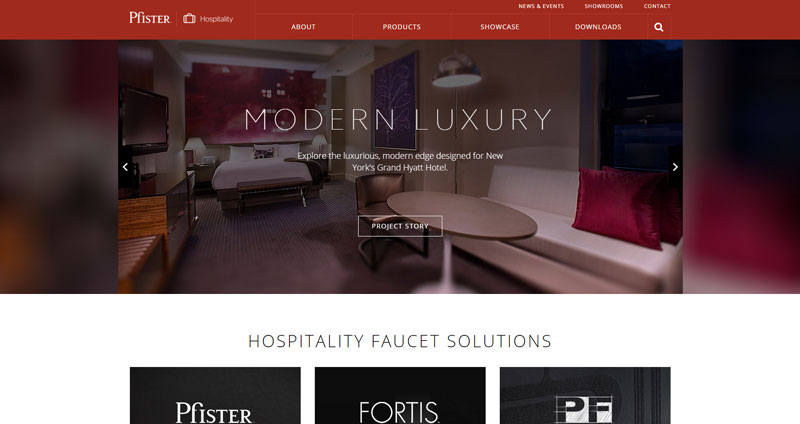 NEWS & EVENTS SHOWROOMS CONTACT
Pfister Hospitality
ABOUT PRODUCTS SHOWCASE DOWNLOADS
MODERN LUXURY
Explore the luxurious, modern edge designed for New
York's Grand Hyatt Hotel.
PROJECT STORY
HOSPITALITY FAUCET SOLUTIONS
Pfister FORTIS PF